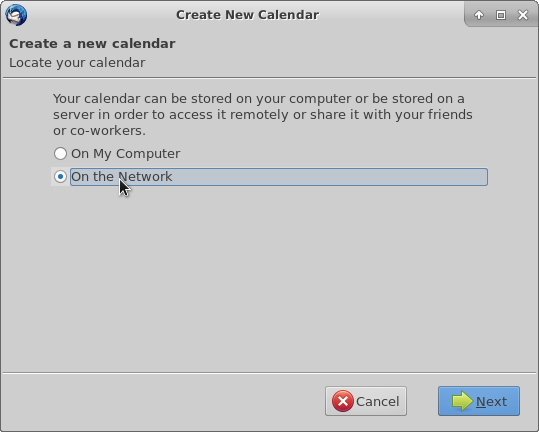 Create New Calendar
Create a new calendar
Locate your calendar
Your calendar can be stored on your computer or be stored on a
server in order to access it remotely or share it with your friends
or co-workers.
On My Computer
On the Network
Cancel
Next